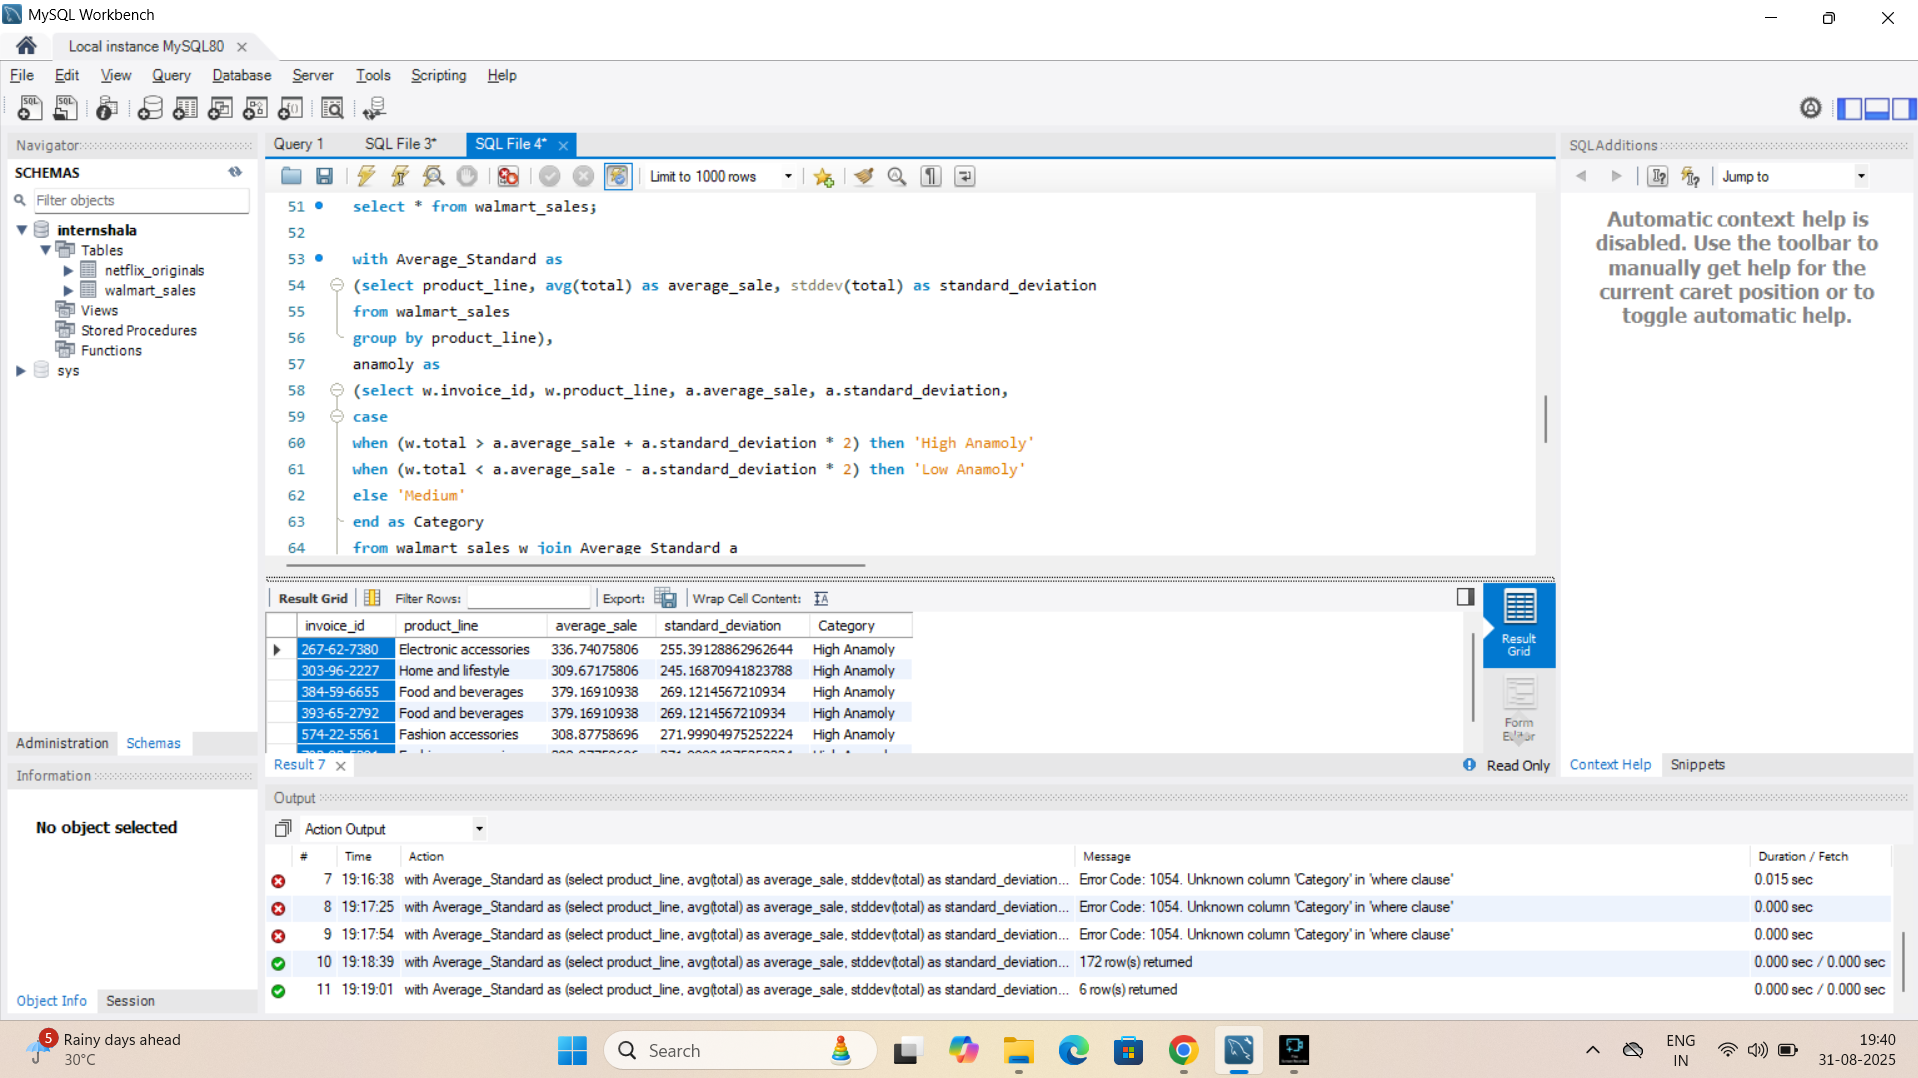 MySQL Workbench
Local instance MySQL80
File Edit View Query Database Server Tools Scripting Help
Navigator
SCHEMAS
Filter objects
internshala
Tables
netflix_originals
walmart_sales
Views
Stored Procedures
Functions
sys
Administration Schemas
Information
No object selected
Object Info Session
Query 1 SQL File 3* SQL File 4*
Limit to 1000 rows
51 select * from walmart_sales;
52
53 with Average_Standard as
54 (select product_line, avg(total) as average_sale, stddev(total) as standard_deviation
55 from walmart_sales
56 group by product_line),
57 anamoly as
58 (select w.invoice_id, w.product_line, a.average_sale, a.standard_deviation,
59 case
60 when (w.total > a.average_sale + a.standard_deviation * 2) then 'High Anamoly'
61 when (w.total < a.average_sale - a.standard_deviation * 2) then 'Low Anamoly'
62 else 'Medium'
63 end as Category
64 from walmart_sales w join Average_Standard a
Result Grid Filter Rows: Export: Wrap Cell Content:
invoice_id product_line average_sale standard_deviation Category
267-62-7380 Electronic accessories 336.74075806 255.39128862962644 High Anamoly
303-96-2227 Home and lifestyle 309.67175806 245.16870941823788 High Anamoly
384-59-6655 Food and beverages 379.16910938 269.1214567210934 High Anamoly
393-65-2792 Food and beverages 379.16910938 269.1214567210934 High Anamoly
574-22-5561 Fashion accessories 308.87758696 271.99904975252224 High Anamoly
Result Grid
Form Editor
Result 7
Read Only
SQLAdditions
Jump to
Automatic context help is
disabled. Use the toolbar to
manually get help for the
current caret position or to
toggle automatic help.
Context Help Snippets
Output
Action Output
# Time Action Message Duration / Fetch
7 19:16:38 with Average_Standard as (select product_line, avg(total) as average_sale, stddev(total) as standard_deviation... Error Code: 1054. Unknown column 'Category' in 'where clause' 0.015 sec
8 19:17:25 with Average_Standard as (select product_line, avg(total) as average_sale, stddev(total) as standard_deviation... Error Code: 1054. Unknown column 'Category' in 'where clause' 0.000 sec
9 19:17:54 with Average_Standard as (select product_line, avg(total) as average_sale, stddev(total) as standard_deviation... Error Code: 1054. Unknown column 'Category' in 'where clause' 0.000 sec
10 19:18:39 with Average_Standard as (select product_line, avg(total) as average_sale, stddev(total) as standard_deviation... 172 row(s) returned 0.000 sec / 0.000 sec
11 19:19:01 with Average_Standard as (select product_line, avg(total) as average_sale, stddev(total) as standard_deviation... 6 row(s) returned 0.000 sec / 0.000 sec
5
Rainy days ahead
30°C
Search
ENG
IN
19:40
31-08-2025